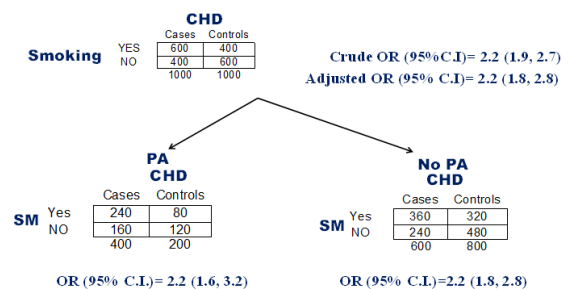 CHD
Cases Controls
Smoking YES 600 400
NO 400 600
1000 1000
Crude OR (95%C.I)= 2.2 (1.9, 2.7)
Adjusted OR (95% C.I)= 2.2 (1.8, 2.8)
PA
CHD
Cases Controls
SM Yes 240 80
NO 160 120
400 200
OR (95% C.I.)= 2.2 (1.6, 3.2)
No PA
CHD
Cases Controls
SM Yes 360 320
NO 240 480
600 800
OR (95% C.I.)=2.2 (1.8, 2.8)